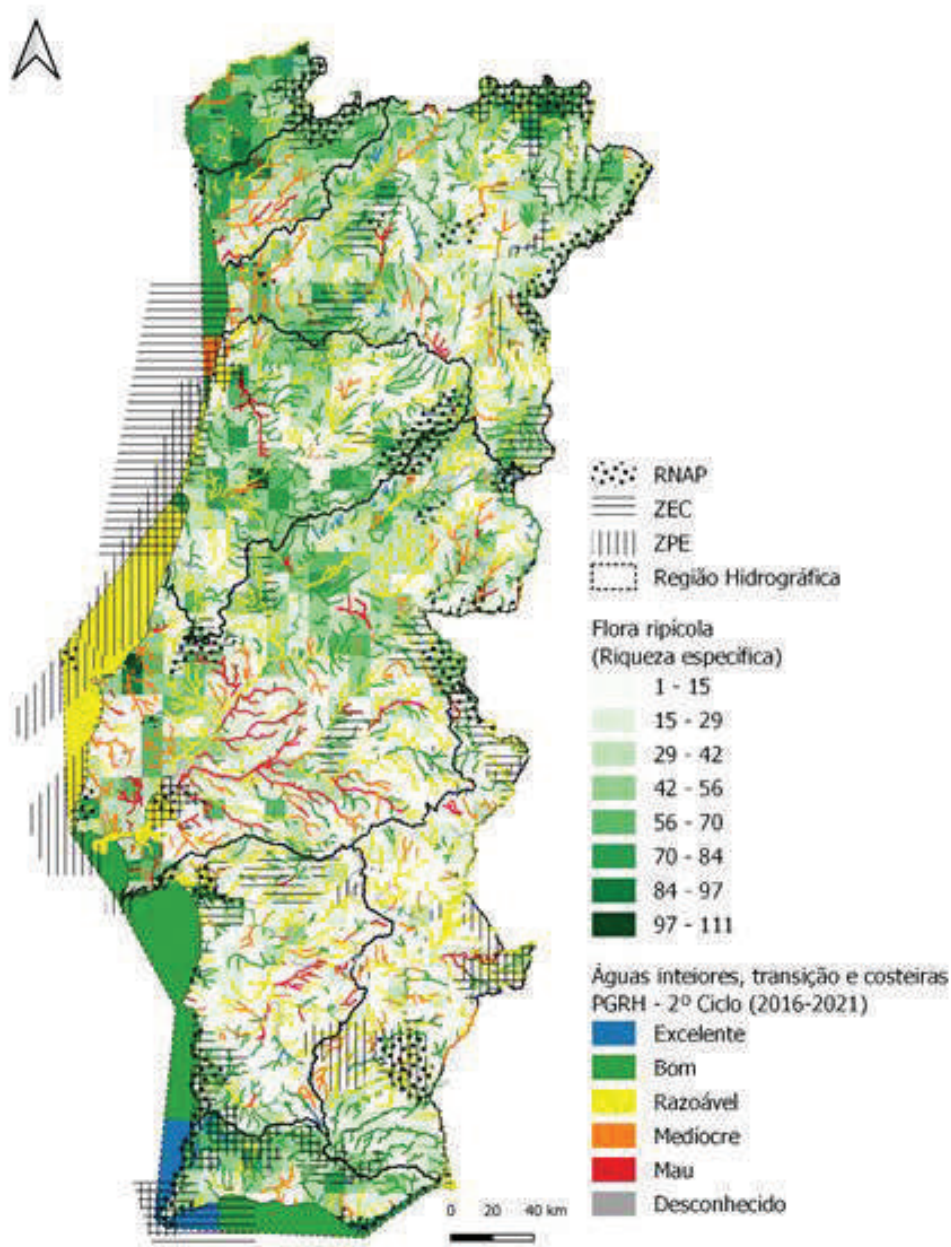 RNAP
ZEC
ZPE
Região Hidrográfica
Flora ripícola
(Riqueza específica)
1 - 15
15 - 29
29 - 42
42 - 56
56 - 70
70 - 84
84 - 97
97 - 111
Águas inteiores, transição e costeiras
PGRH - 2º Ciclo (2016-2021)
Excelente
Bom
Razoável
Medíocre
Mau
Desconhecido
0 20 40 km